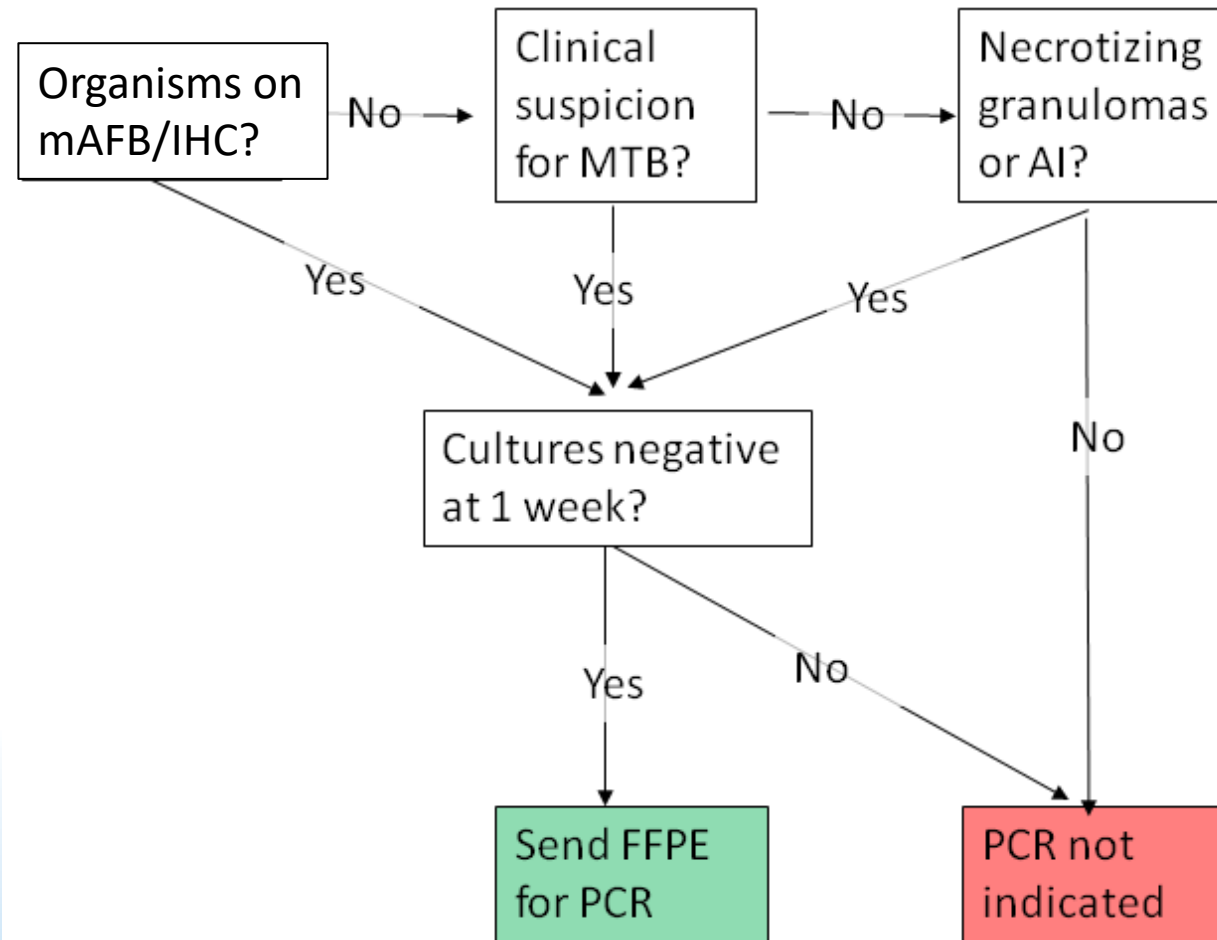 Organisms on
mAFB/IHC?
No
Clinical
suspicion
for MTB?
No
Necrotizing
granulomas
or AI?
Yes
Yes
Yes
No
Cultures negative
at 1 week?
Yes
No
Send FFPE
for PCR
PCR not
indicated